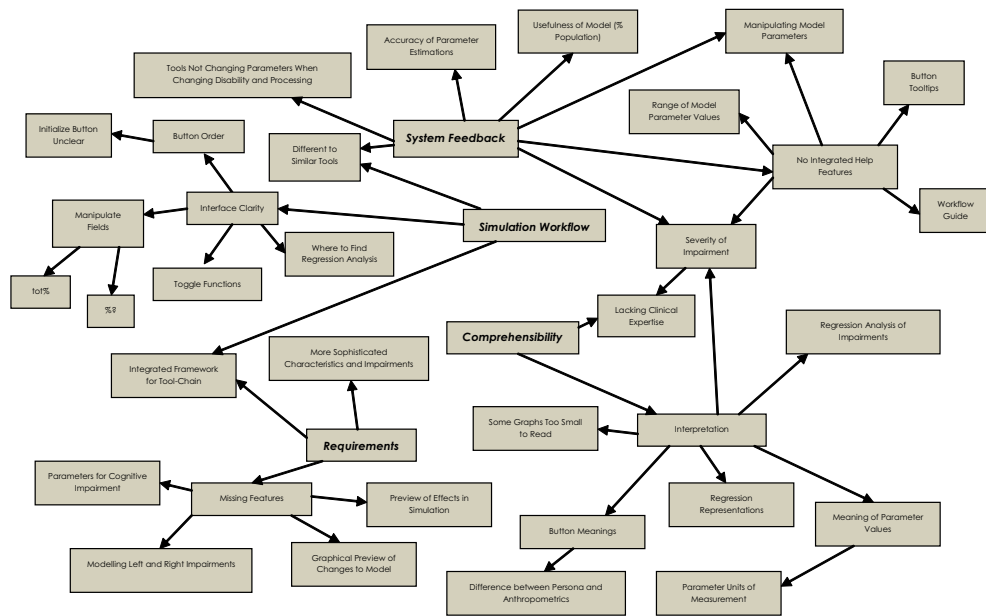 Usefulness of Model (%
Population)
Manipulating Model
Parameters
Accuracy of Parameter
Estimations
Tools Not Changing Parameters When
Changing Disability and Processing
Button
Tooltips
Range of Model
Parameter Values
Initialize Button
Unclear
Button Order
System Feedback
Different to
Similar Tools
No Integrated Help
Features
Manipulate
Fields
Interface Clarity
Simulation Workflow
Workflow
Guide
Where to Find
Regression Analysis
Severity of
Impairment
tot%
Toggle Functions
%?
Lacking Clinical
Expertise
Comprehensibility
Regression Analysis of
Impairments
Integrated Framework
for Tool-Chain
More Sophisticated
Characteristics and Impairments
Some Graphs Too Small
to Read
Interpretation
Requirements
Parameters for Cognitive
Impairment
Missing Features
Preview of Effects in
Simulation
Regression
Representations
Button Meanings
Meaning of Parameter
Values
Modelling Left and Right Impairments
Graphical Preview of
Changes to Model
Difference between Persona and
Anthropometrics
Parameter Units of
Measurement